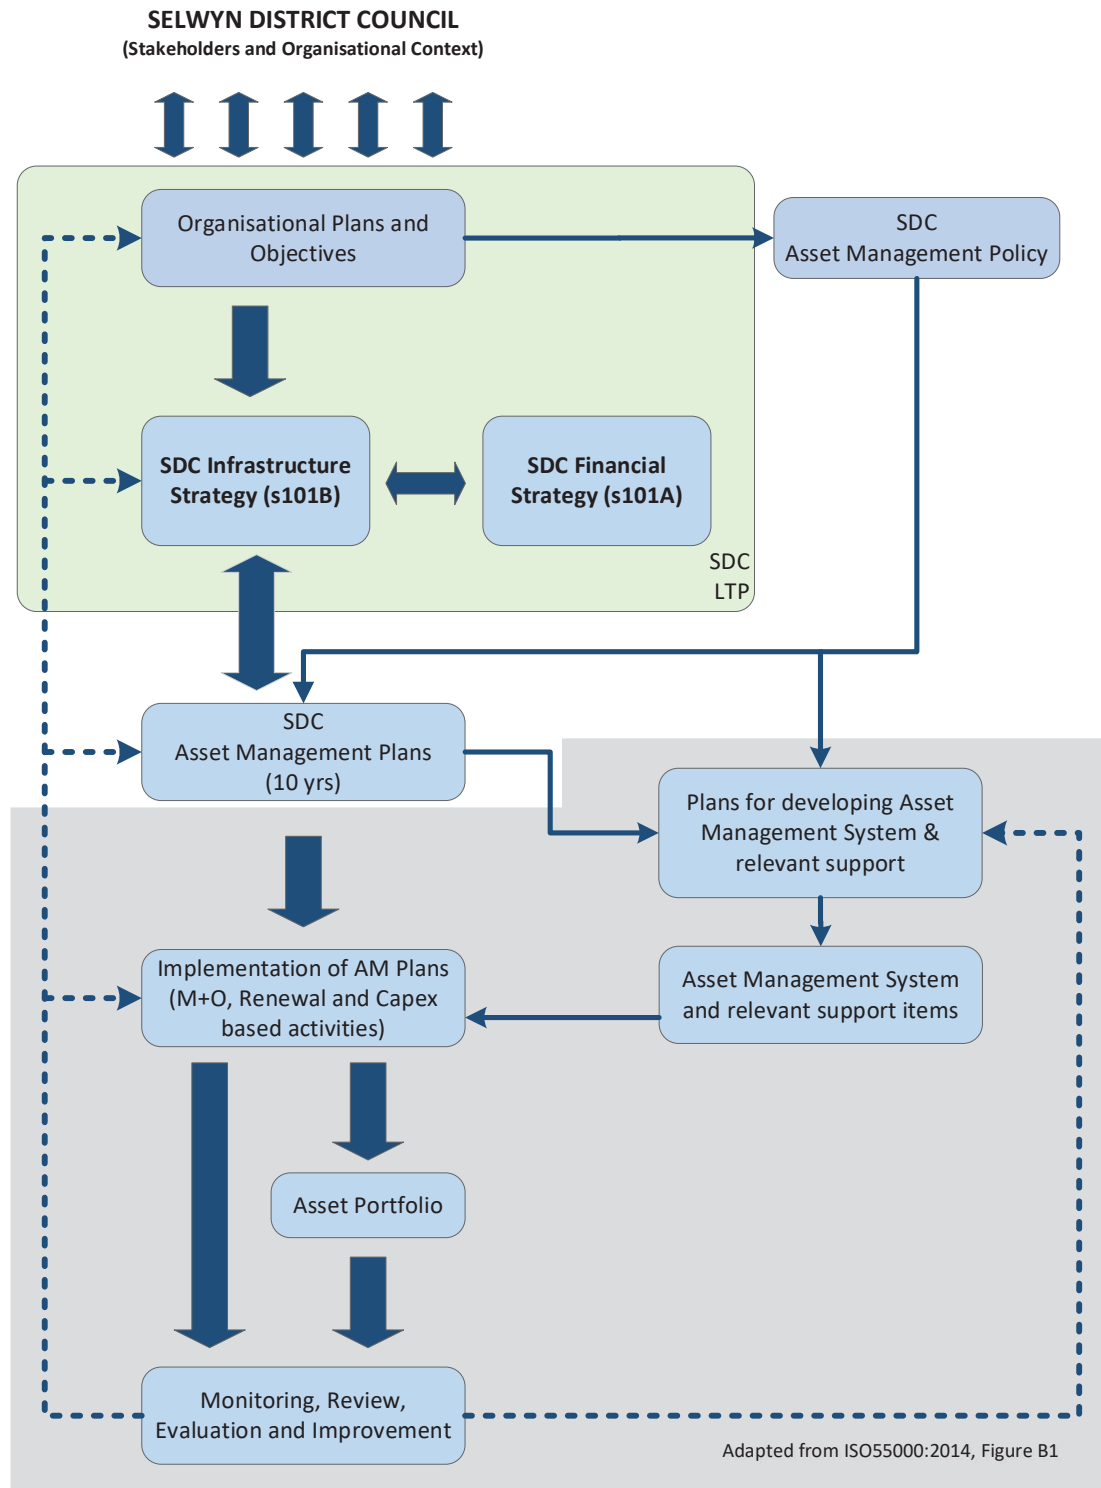 SELWYN DISTRICT COUNCIL
(Stakeholders and Organisational Context)
Organisational Plans and
Objectives
SDC
Asset Management Policy
SDC Infrastructure
Strategy (s101B)
SDC Financial
Strategy (s101A)
SDC
LTP
SDC
Asset Management Plans
(10 yrs)
Plans for developing Asset
Management System &
relevant support
Implementation of AM Plans
(M+O, Renewal and Capex
based activities)
Asset Management System
and relevant support items
Asset Portfolio
Monitoring, Review,
Evaluation and Improvement
Adapted from ISO55000:2014, Figure B1